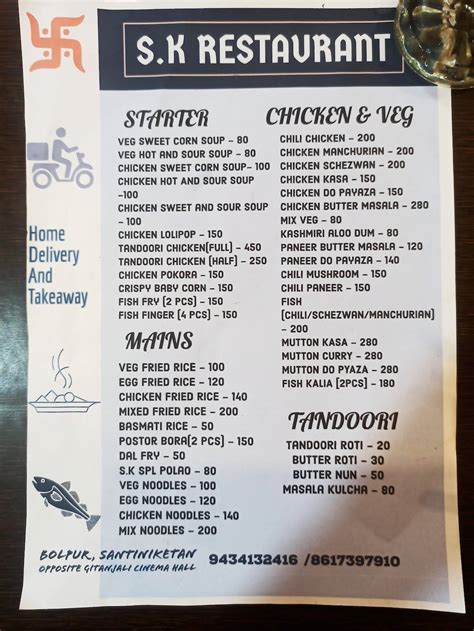 S.K RESTAURANT
STARTER
VEG SWEET CORN SOUP - 80
VEG HOT AND SOUR SOUP - 80
CHICKEN SWEET CORN SOUP- 100
CHICKEN HOT AND SOUR SOUP
-100
CHICKEN SWEET AND SOUR SOUP
- 100
CHICKEN LOLIPOP - 150
TANDOORI CHICKEN(FULL) - 450
TANDOORI CHICKEN (HALF) - 250
CHICKEN POKORA - 150
CRISPY BABY CORN - 150
FISH FRY (2 PCS) - 150
FISH FINGER (4 PCS) - 150
MAINS
VEG FRIED RICE - 100
EGG FRIED RICE - 120
CHICKEN FRIED RICE - 140
MIXED FRIED RICE - 200
BASMATI RICE - 50
POSTOR BORA(2 PCS) - 150
DAL FRY - 50
S.K SPL POLAO - 80
VEG NOODLES - 100
EGG NOODLES - 120
CHICKEN NOODLES - 140
MIX NOODLES - 200
CHICKEN & VEG
CHILI CHICKEN - 200
CHICKEN MANCHURIAN - 200
CHICKEN SCHEZWAN - 200
CHICKEN KASA - 150
CHICKEN DO PAYAZA - 150
CHICKEN BUTTER MASALA - 280
MIX VEG - 80
KASHMIRI ALOO DUM - 80
PANEER BUTTER MASALA - 120
PANEER DO PAYAZA - 140
CHILI MUSHROOM - 150
CHILI PANEER - 150
FISH
(CHILI/SCHEZWAN/MANCHURIAN)
- 200
MUTTON KASA - 280
MUTTON CURRY - 280
MUTTON DO PYAZA - 280
FISH KALIA (2PCS) - 180
TANDOORI
TANDOORI ROTI - 20
BUTTER ROTI - 30
BUTTER NUN - 50
MASALA KULCHA - 80
Home
Delivery
And
Takeaway
BOLPUR, SANTINIKETAN
OPPOSITE GITANJALI CINEMA HALL
9434132416 /8617397910